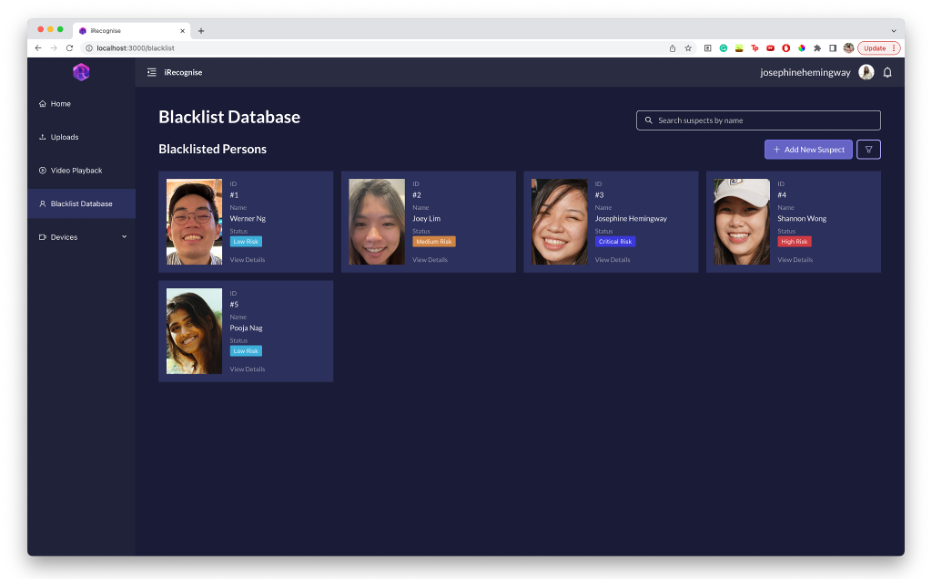 iRecognise
localhost:3000/blacklist
Update
iRecognise
josephinehemingway
Home
Uploads
Video Playback
Blacklist Database
Devices
Blacklist Database
Search suspects by name
Blacklisted Persons
+ Add New Suspect
ID
#1
Name
Werner Ng
Status
Low Risk
View Details
ID
#2
Name
Joey Lim
Status
Medium Risk
View Details
ID
#3
Name
Josephine Hemingway
Status
Critical Risk
View Details
ID
#4
Name
Shannon Wong
Status
High Risk
View Details
ID
#5
Name
Pooja Nag
Status
Low Risk
View Details